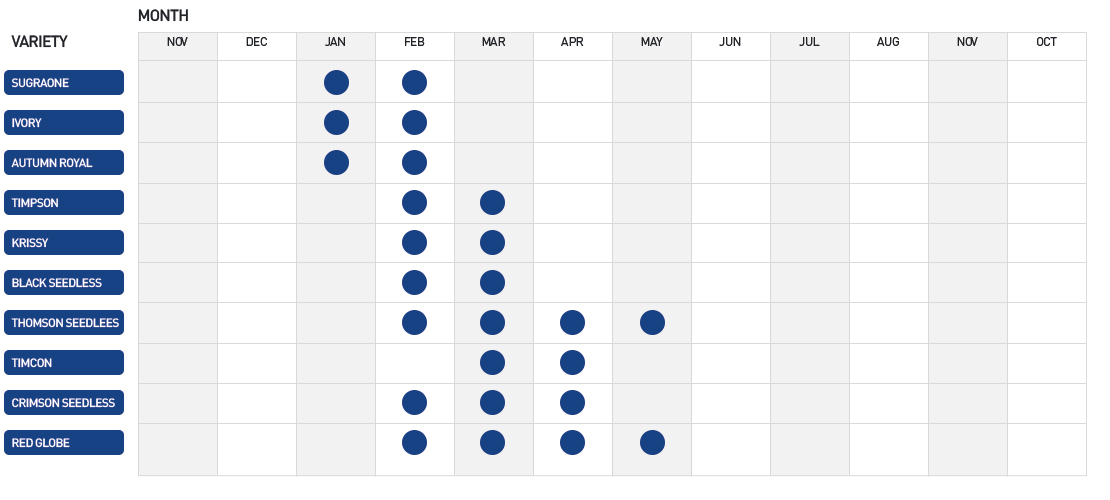 MONTH
VARIETY
NOV DEC JAN FEB MAR APR MAY JUN JUL AUG NOV OCT
SUGRAONE
IVORY
AUTUMN ROYAL
TIMPSON
KRISSY
BLACK SEEDLESS
THOMSON SEEDLEES
TIMCON
CRIMSON SEEDLESS
RED GLOBE